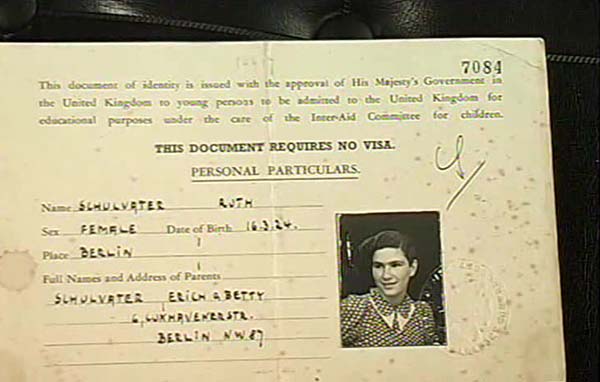 7084
This document of identity is issued with the approval of His Majesty's Government in
the United Kingdom to young persons to be admitted to the United Kingdom for
educational purposes under the care of the Inter-Aid Committee for children.
THIS DOCUMENT REQUIRES NO VISA.
PERSONAL PARTICULARS.
Name SCHULVATER RUTH
Sex FEMALE Date of Birth 16.3.24.
Place BERLIN
Full Names and Address of Parents
SCHULVATER ERICH & BETTY
6, CUXHAVENERSTR.
BERLIN N.W.87